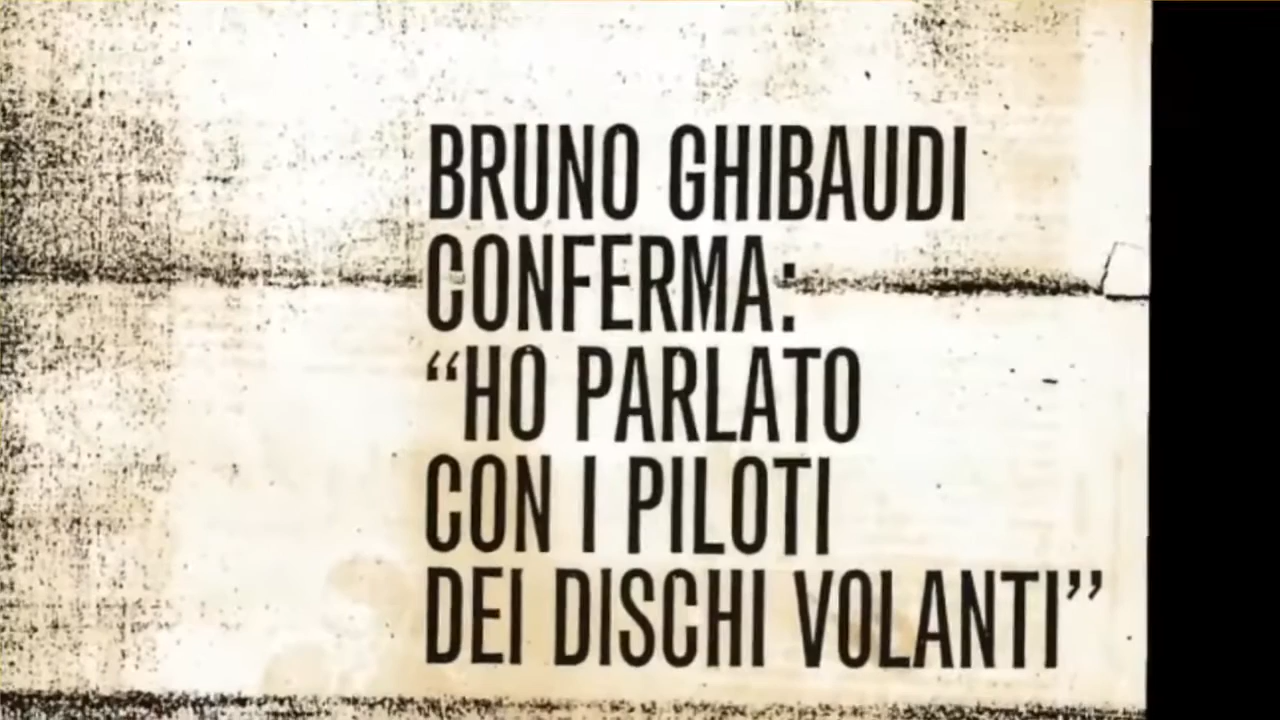 BRUNO GHIBAUDI
CONFERMA:
“HO PARLATO
CON I PILOTI
DEI DISCHI VOLANTI”